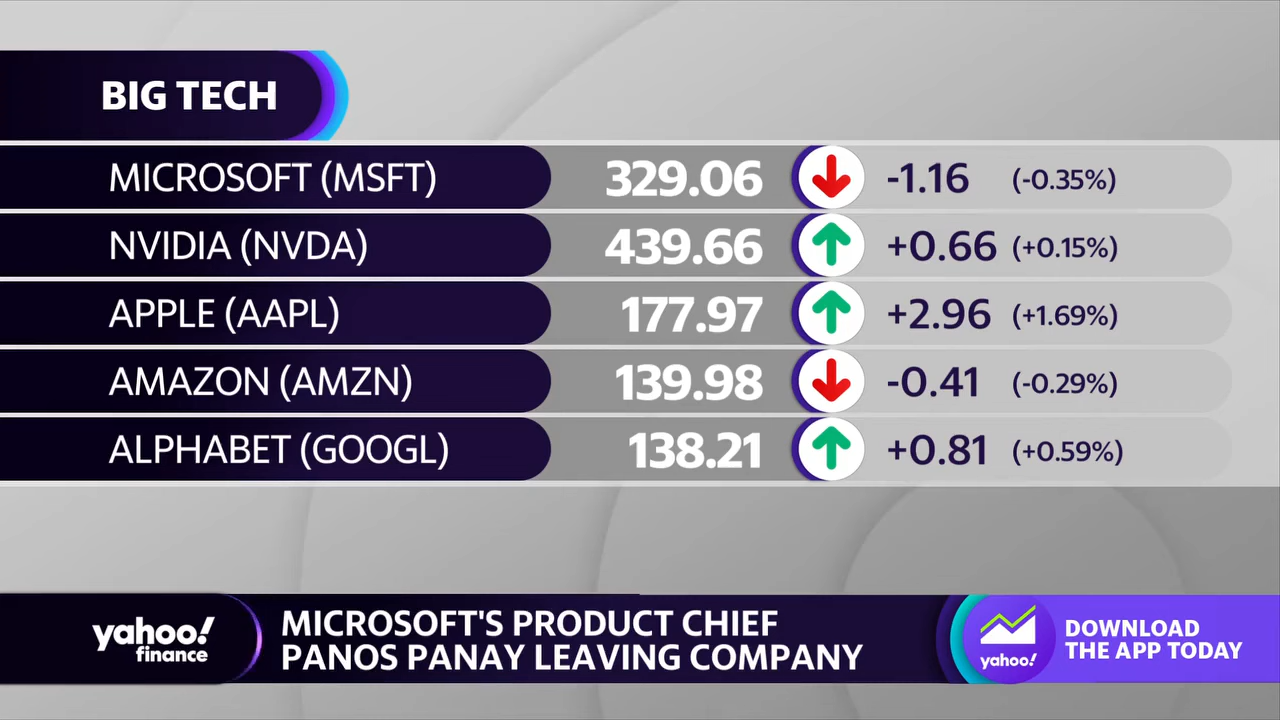 BIG TECH
MICROSOFT (MSFT) 329.06 -1.16 (-0.35%)
NVIDIA (NVDA) 439.66 +0.66 (+0.15%)
APPLE (AAPL) 177.97 +2.96 (+1.69%)
AMAZON (AMZN) 139.98 -0.41 (-0.29%)
ALPHABET (GOOGL) 138.21 +0.81 (+0.59%)
yahoo!
finance
MICROSOFT'S PRODUCT CHIEF
PANOS PANAY LEAVING COMPANY
yahoo!
DOWNLOAD
THE APP TODAY